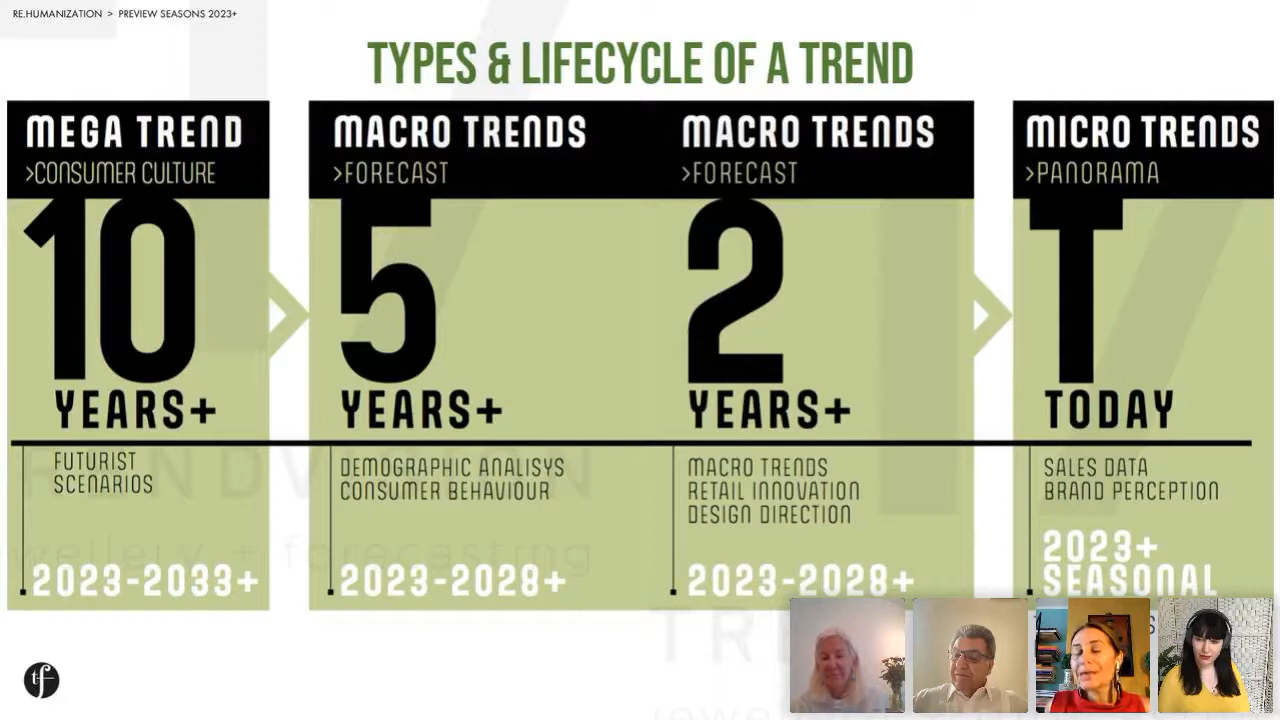 RE.HUMANIZATION > PREVIEW SEASONS 2023+
TYPES & LIFECYCLE OF A TREND
MEGA TREND
>CONSUMER CULTURE
10
YEARS+
FUTURIST
SCENARIOS
2023-2033+
MACRO TRENDS
>FORECAST
5
YEARS+
DEMOGRAPHIC ANALISYS
CONSUMER BEHAVIOUR
2023-2028+
MACRO TRENDS
>FORECAST
2
YEARS+
MACRO TRENDS
RETAIL INNOVATION
DESIGN DIRECTION
2023-2028+
MICRO TRENDS
>PANORAMA
T
TODAY
SALES DATA
BRAND PERCEPTION
2023+
SEASONAL
tf